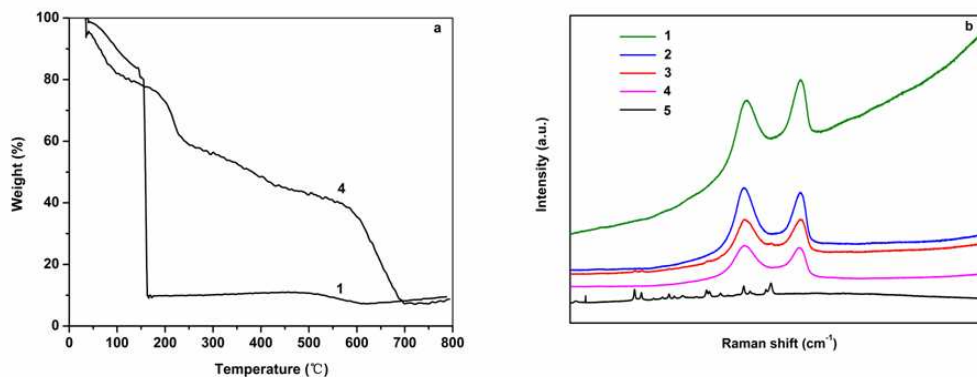 a
100
80
60
40
20
0
Weight (%)
4
1
0 100 200 300 400 500 600 700 800
Temperature (℃)
b
1
2
3
4
5
Intensity (a.u.)
Raman shift (cm-1)